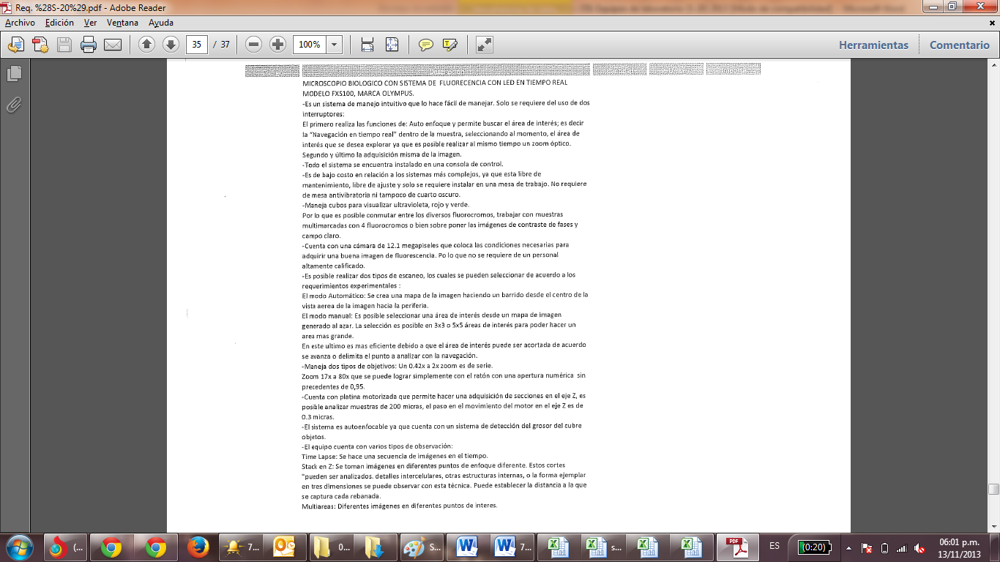 Req. %28S-20 %29.pdf - Adobe Reader
Archivo Edición Ver Ventana Ayuda
35 / 37 100% Herramientas Comentario
MICROSCOPIO BIOLOGICO CON SISTEMA DE FLUORECENCIA CON LED EN TIEMPO REAL
MODELO FXS100, MARCA OLYMPUS.
-Es un sistema de manejo intuitivo que lo hace fácil de manejar. Solo se requiere del uso de dos
interruptores:
El primero realiza las funciones de: Auto enfoque y permite buscar el área de interés; es decir
la "Navegación en tiempo real" dentro de la muestra, seleccionando al momento, el área de
interés que se desea explorar ya que es posible realizar al mismo tiempo un zoom óptico.
Segundo y último la adquisición misma de la imagen.
-Todo el sistema se encuentra instalado en una consola de control.
-Es de bajo costo en relación a los sistemas más complejos, ya que esta libre de
mantenimiento, libre de ajuste y solo se requiere instalar en una mesa de trabajo. No requiere
de mesa antivibratoria ni tampoco de cuarto oscuro.
-Maneja cubos para visualizar ultravioleta, rojo y verde.
Por lo que es posible conmutar entre los diversos fluorocromos, trabajar con muestras
multimarcadas con 4 fluorocromos o bien sobre poner las imágenes de contraste de fases y
campo claro.
-Cuenta con una cámara de 12.1 megapiseles que coloca las condiciones necesarias para
adquirir una buena imagen de fluorescencia. Po lo que no se requiere de un personal
altamente calificado.
-Es posible realizar dos tipos de escaneo, los cuales se pueden seleccionar de acuerdo a los
requerimientos experimentales :
El modo Automático: Se crea una mapa de la imagen haciendo un barrido desde el centro de la
vista aerea de la imagen hacia la periferia.
El modo manual: Es posible seleccionar una área de interés desde un mapa de imagen
generado al azar. La selección es posible en 3x3 o 5x5 áreas de interés para poder hacer un
area mas grande.
En este ultimo es mas eficiente debido a que el área de interés puede ser acortada de acuerdo
se avanza o delimita el punto a analizar con la navegación.
-Maneja dos tipos de objetivos: Un 0.42x a 2x zoom es de serie.
Zoom 17x a 80x que se puede lograr simplemente con el ratón con una apertura numérica sin
precedentes de 0,95.
-Cuenta con platina motorizada que permite hacer una adquisición de secciones en el eje Z, es
posible analizar muestras de 200 micras, el paso en el movimiento del motor en el eje Z es de
0.3 micras.
-El sistema es autoenfocable ya que cuenta con un sistema de detección del grosor del cubre
objetos.
-El equipo cuenta con varios tipos de observación:
Time Lapse: Se hace una secuencia de imágenes en el tiempo.
Stack en Z: Se toman imágenes en diferentes puntos de enfoque diferente. Estos cortes
"pueden ser analizados. detalles intercelulares, otras estructuras internas, o la forma ejemplar
en tres dimensiones se puede observar con esta técnica. Puede establecer la distancia a la que
se captura cada rebanada.
Multiareas: Diferentes imágenes en diferentes puntos de interes.
(... 7... 0... S... 7... s... PDF ES (0:20) 06:01 p.m.
13/11/2013